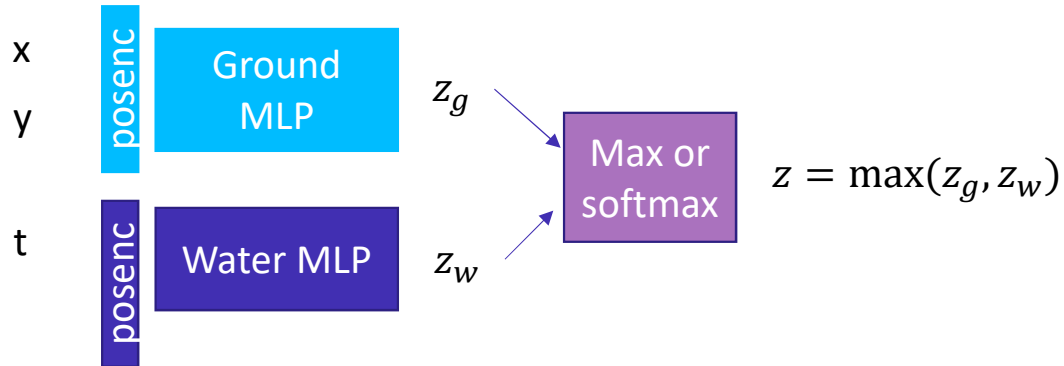 x
y
t
posenc
Ground
MLP
posenc
Water MLP
z_g
z_w
Max or
softmax
z = max(z_g, z_w)